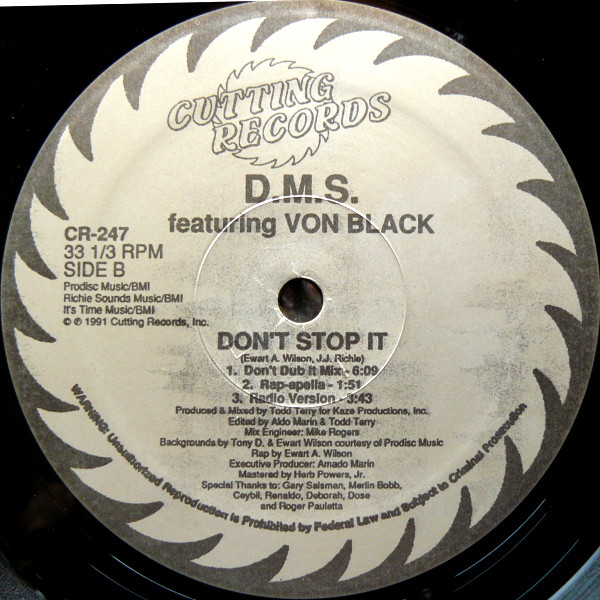 CUTTING
RECORDS
D.M.S.
featuring VON BLACK
CR-247
33 1/3 RPM
SIDE B
Prodisc Music/BMI
Richie Sounds Music/BMI
It's Time Music/BMI
© ℗ 1991 Cutting Records, Inc.
DON'T STOP IT
(Ewart A. Wilson, J.J. Richie)
1. Don't Dub It Mix - 6:09
2. Rap-apella - 1:51
3. Radio Version - 3:43
Produced & Mixed by Todd Terry for Kaze Productions, Inc.
Edited by Aldo Marin & Todd Terry
Mix Engineer: Mike Rogers
Backgrounds by Tony D. & Ewart Wilson courtesy of Prodisc Music
Rap by Ewart A. Wilson
Executive Producer: Amado Marin
Mastered by Herb Powers, Jr.
Special Thanks to: Gary Salsman, Merlin Bobb,
Ceybil, Renaldo, Deborah, Dose
and Roger Pauletta
WARNING! Unauthorized Reproduction is Prohibited by Federal Law and Subject to Criminal Prosecution